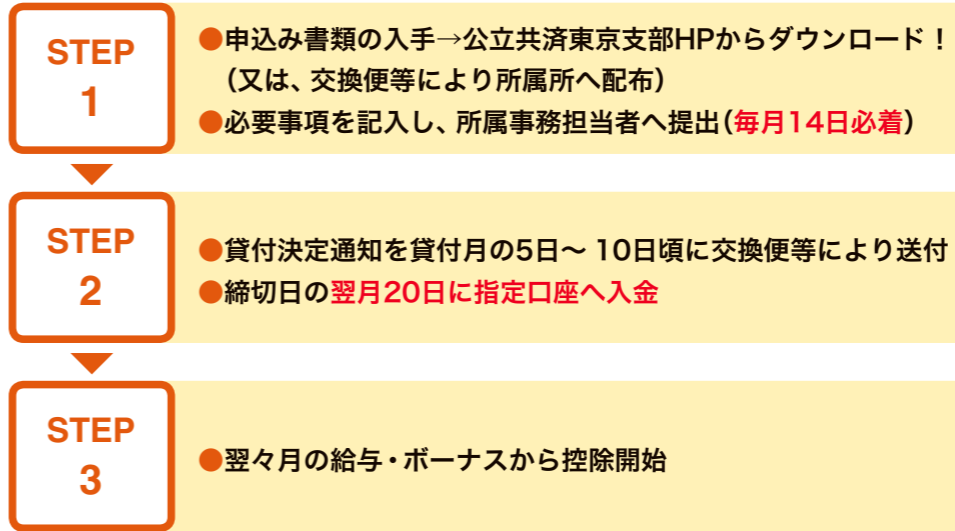 STEP
1
●申込み書類の入手→公立共済東京支部HPからダウンロード！
（又は、交換便等により所属所へ配布）
●必要事項を記入し、所属事務担当者へ提出（毎月14日必着）
STEP
2
●貸付決定通知を貸付月の5日〜 10日頃に交換便等により送付
●締切日の翌月20日に指定口座へ入金
STEP
3
●翌々月の給与・ボーナスから控除開始